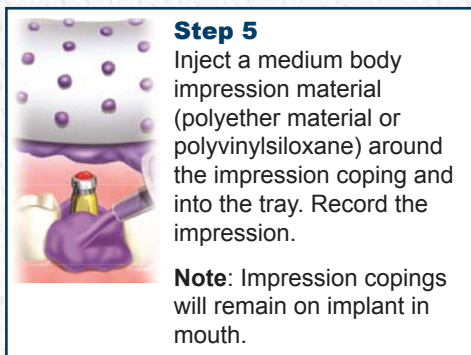 Step 5
Inject a medium body
impression material
(polyether material or
polyvinylsiloxane) around
the impression coping and
into the tray. Record the
impression.
Note: Impression copings
will remain on implant in
mouth.